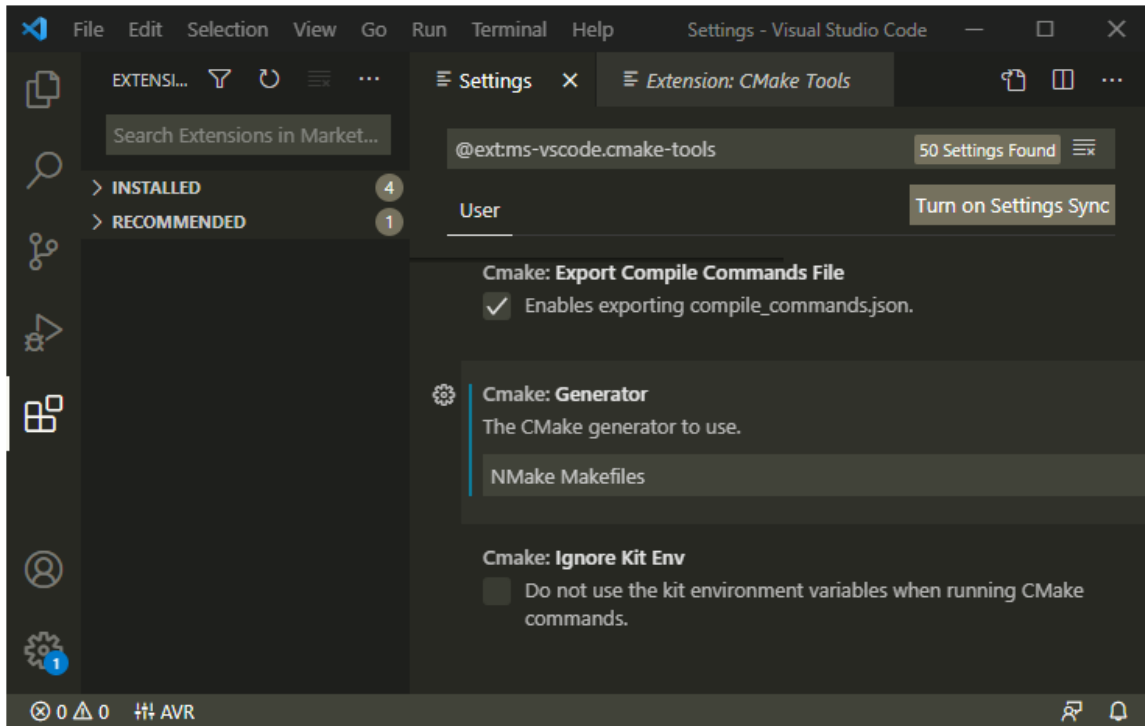 File Edit Selection View Go Run Terminal Help Settings - Visual Studio Code
EXTENSI...
Search Extensions in Market...
INSTALLED 4
RECOMMENDED 1
Settings Extension: CMake Tools
@ext:ms-vscode.cmake-tools 50 Settings Found
User Turn on Settings Sync
Cmake: Export Compile Commands File
Enables exporting compile_commands.json.
Cmake: Generator
The CMake generator to use.
NMake Makefiles
Cmake: Ignore Kit Env
Do not use the kit environment variables when running CMake
commands.
1
0 0 AVR